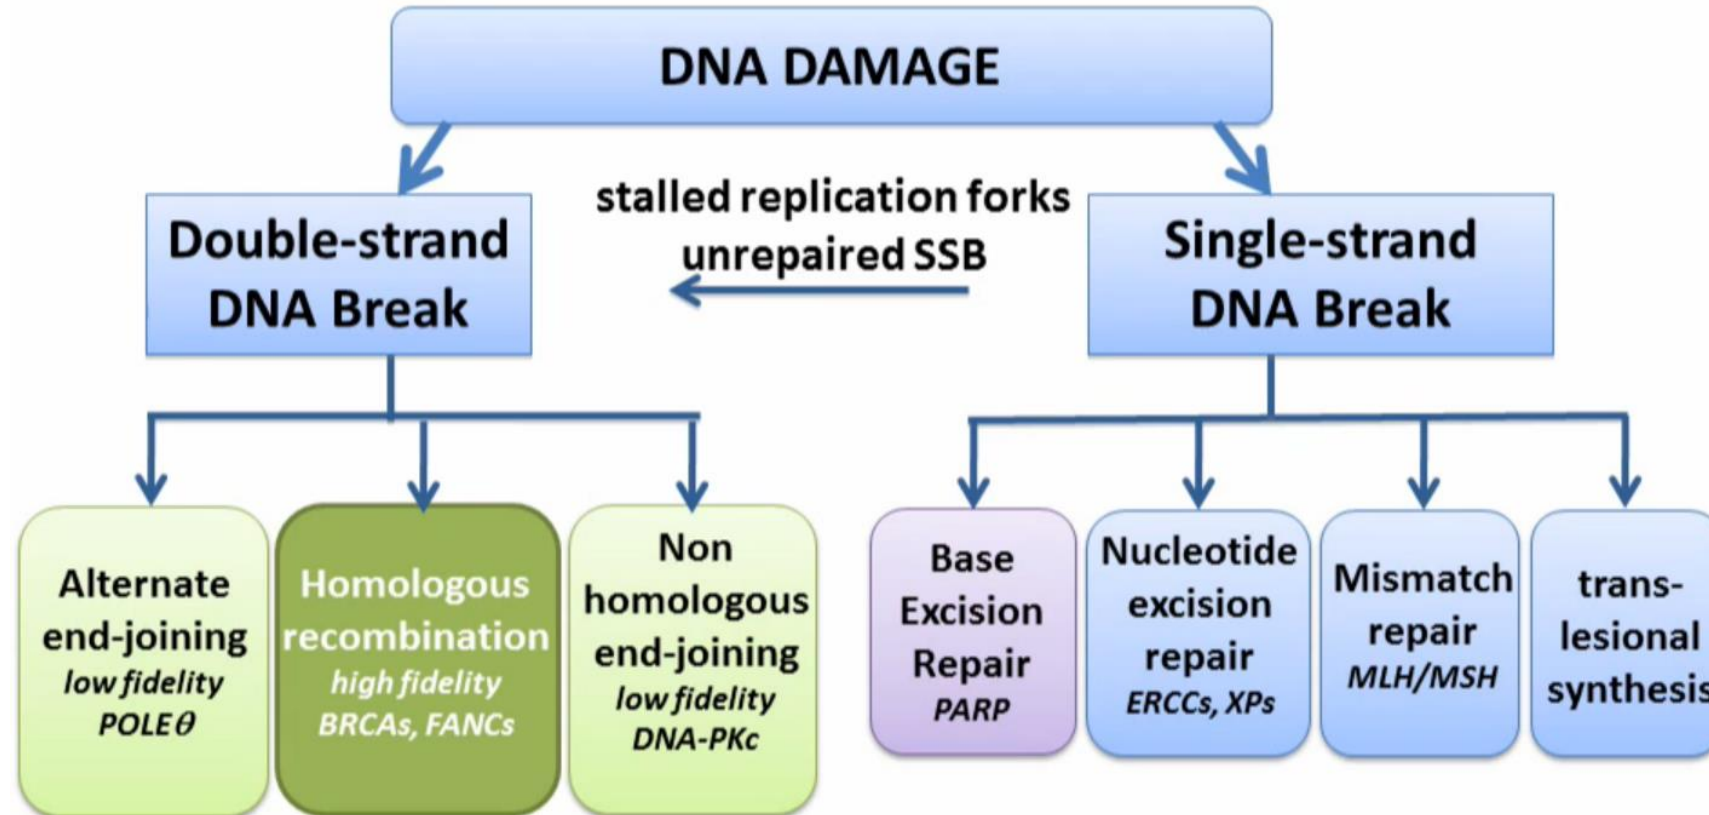 DNA DAMAGE
stalled replication forks
unrepaired SSB
Double-strand
DNA Break
Single-strand
DNA Break
Alternate
end-joining
low fidelity
POLEθ
Homologous
recombination
high fidelity
BRCAs, FANCs
Non
homologous
end-joining
low fidelity
DNA-PKc
Base
Excision
Repair
PARP
Nucleotide
excision
repair
ERCCs, XPs
Mismatch
repair
MLH/MSH
trans-
lesional
synthesis